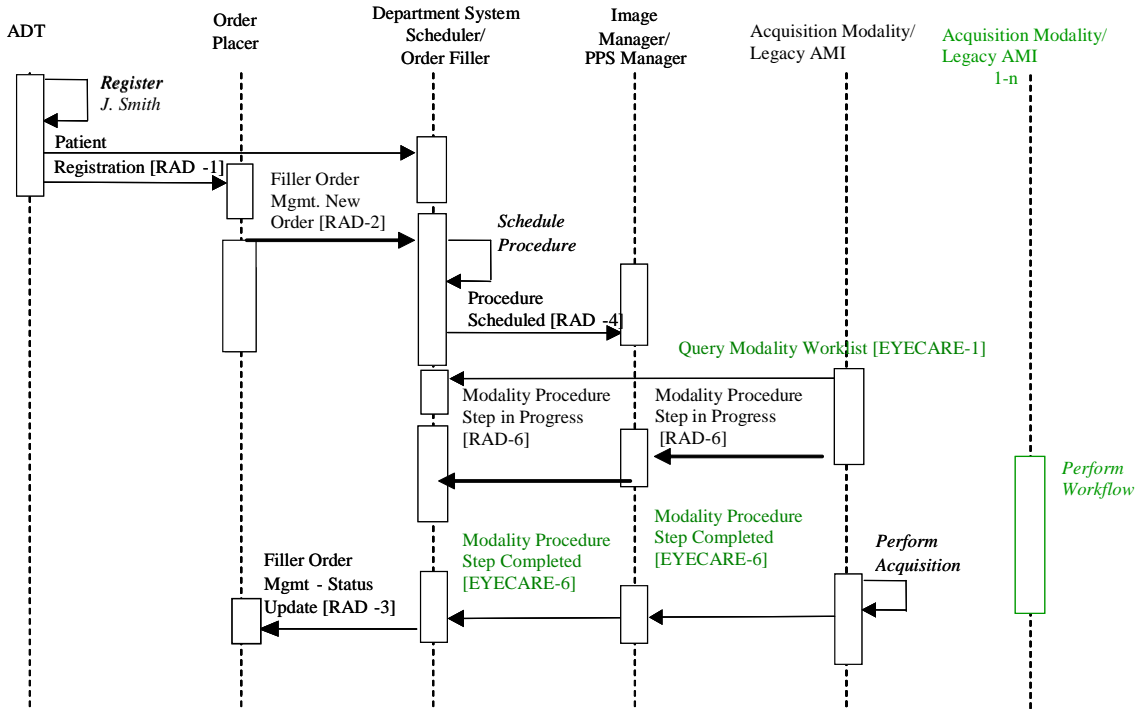 ADT
Order
Placer
Department System
Scheduler/
Order Filler
Image
Manager/
PPS Manager
Acquisition Modality/
Legacy AMI
Acquisition Modality/
Legacy AMI
1-n
Register
J. Smith
Patient
Registration [RAD -1]
Filler Order
Mgmt. New
Order [RAD-2]
Schedule
Procedure
Procedure
Scheduled [RAD -4]
Query Modality Worklist [EYECARE-1]
Modality Procedure
Step in Progress
[RAD-6]
Modality Procedure
Step in Progress
[RAD-6]
Perform
Workflow
Modality Procedure
Step Completed
[EYECARE-6]
Modality Procedure
Step Completed
[EYECARE-6]
Perform
Acquisition
Filler Order
Mgmt - Status
Update [RAD -3]